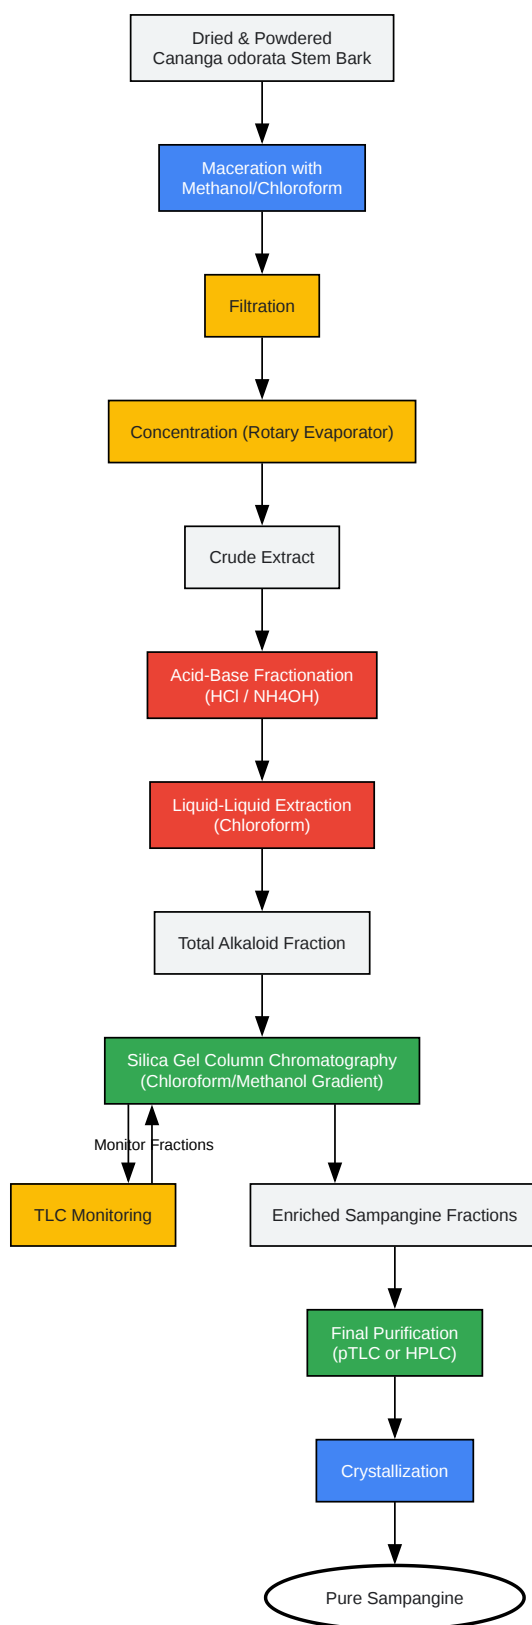 Dried & Powdered
Cananga odorata Stem Bark
Maceration with
Methanol/Chloroform
Filtration
Concentration (Rotary Evaporator)
Crude Extract
Acid-Base Fractionation
(HCl / NH4OH)
Liquid-Liquid Extraction
(Chloroform)
Total Alkaloid Fraction
Silica Gel Column Chromatography
(Chloroform/Methanol Gradient)
Monitor Fractions
TLC Monitoring
Enriched Sampangine Fractions
Final Purification
(pTLC or HPLC)
Crystallization
Pure Sampangine